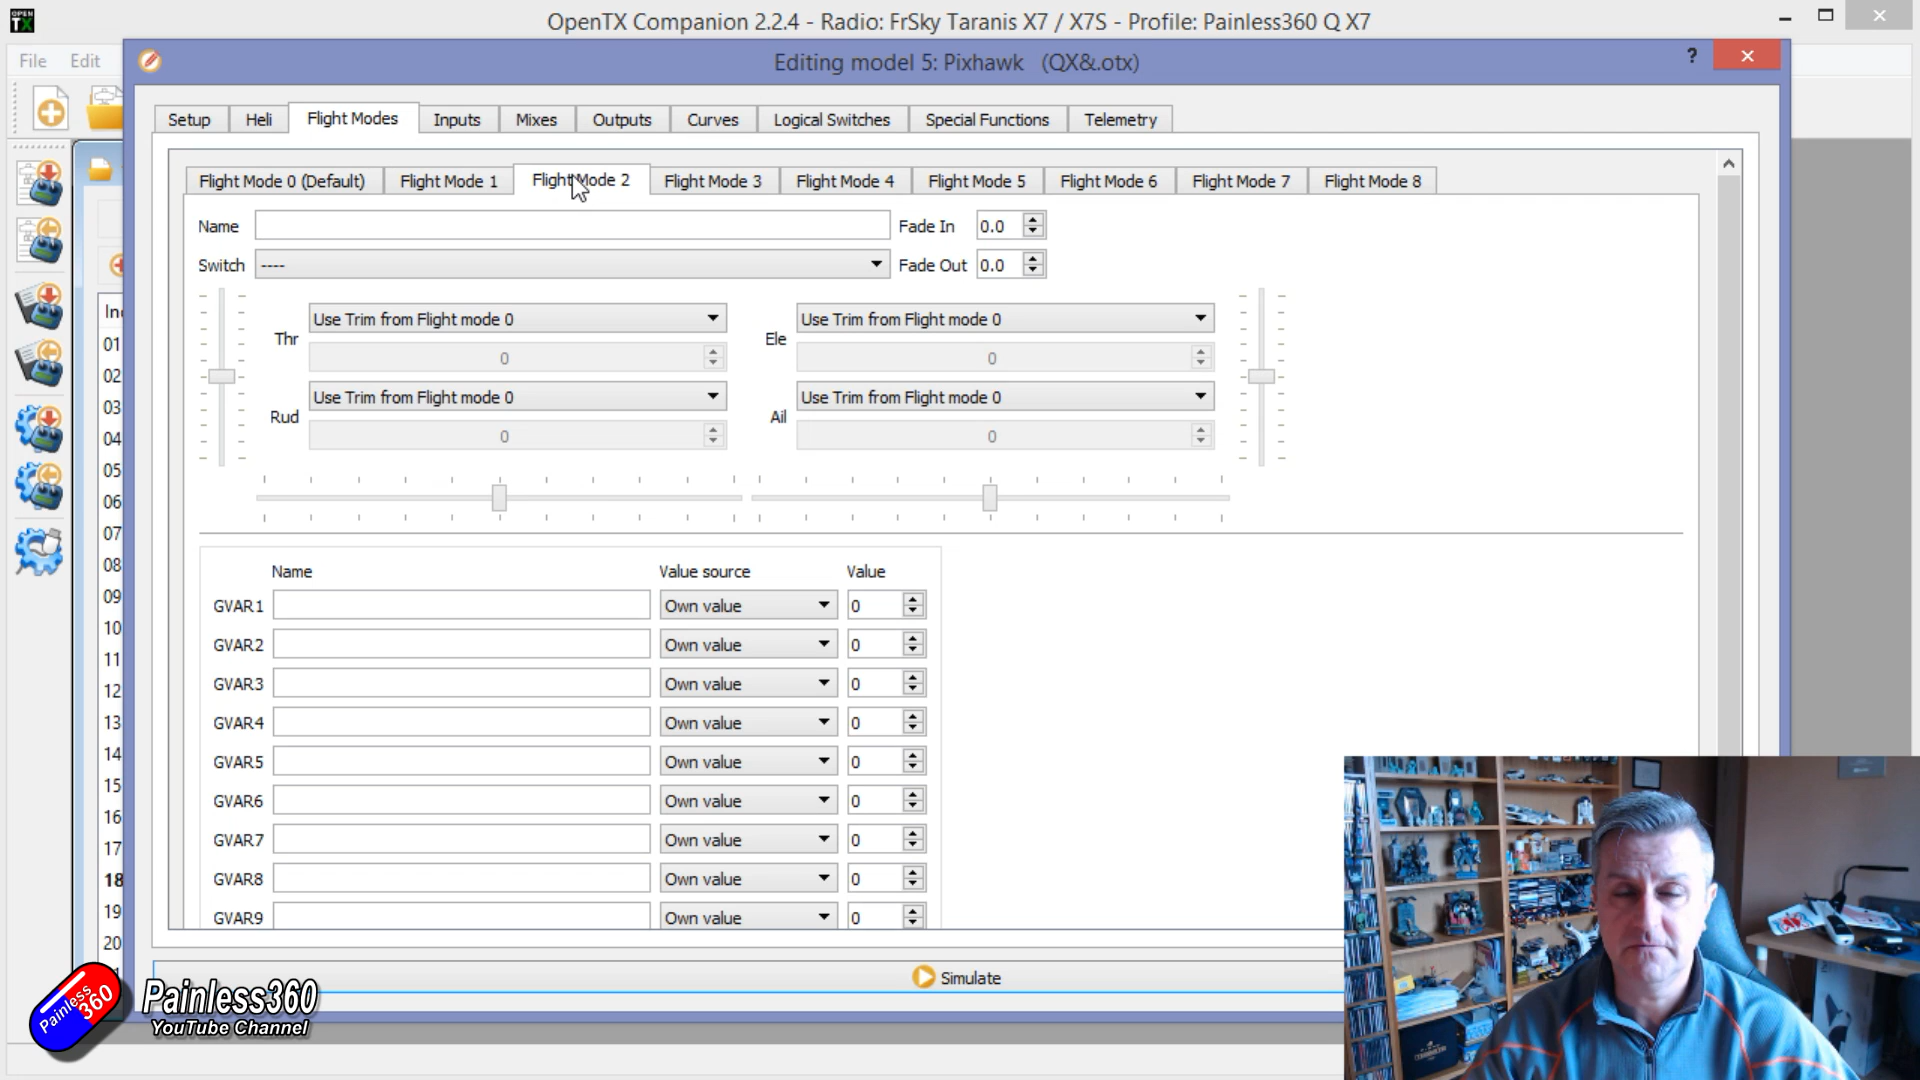 OPEN
TX
OpenTX Companion 2.2.4 - Radio: FrSky Taranis X7 / X7S - Profile: Painless360 Q X7
File Edit
Editing model 5: Pixhawk (QX&.otx)
?
Setup Heli Flight Modes Inputs Mixes Outputs Curves Logical Switches Special Functions Telemetry
Flight Mode 0 (Default) Flight Mode 1 Flight Mode 2 Flight Mode 3 Flight Mode 4 Flight Mode 5 Flight Mode 6 Flight Mode 7 Flight Mode 8
Name Fade In 0.0
Switch ---- Fade Out 0.0
Use Trim from Flight mode 0 Use Trim from Flight mode 0
Thr Ele
0 0
Use Trim from Flight mode 0 Use Trim from Flight mode 0
Rud Ail
0 0
Name Value source Value
GVAR1 Own value 0
GVAR2 Own value 0
GVAR3 Own value 0
GVAR4 Own value 0
GVAR5 Own value 0
GVAR6 Own value 0
GVAR7 Own value 0
GVAR8 Own value 0
GVAR9 Own value 0
01
02
03
04
05
06
07
08
09
10
11
12
13
14
15
16
17
18
19
20
Simulate
Painless
360
Painless360
YouTube Channel